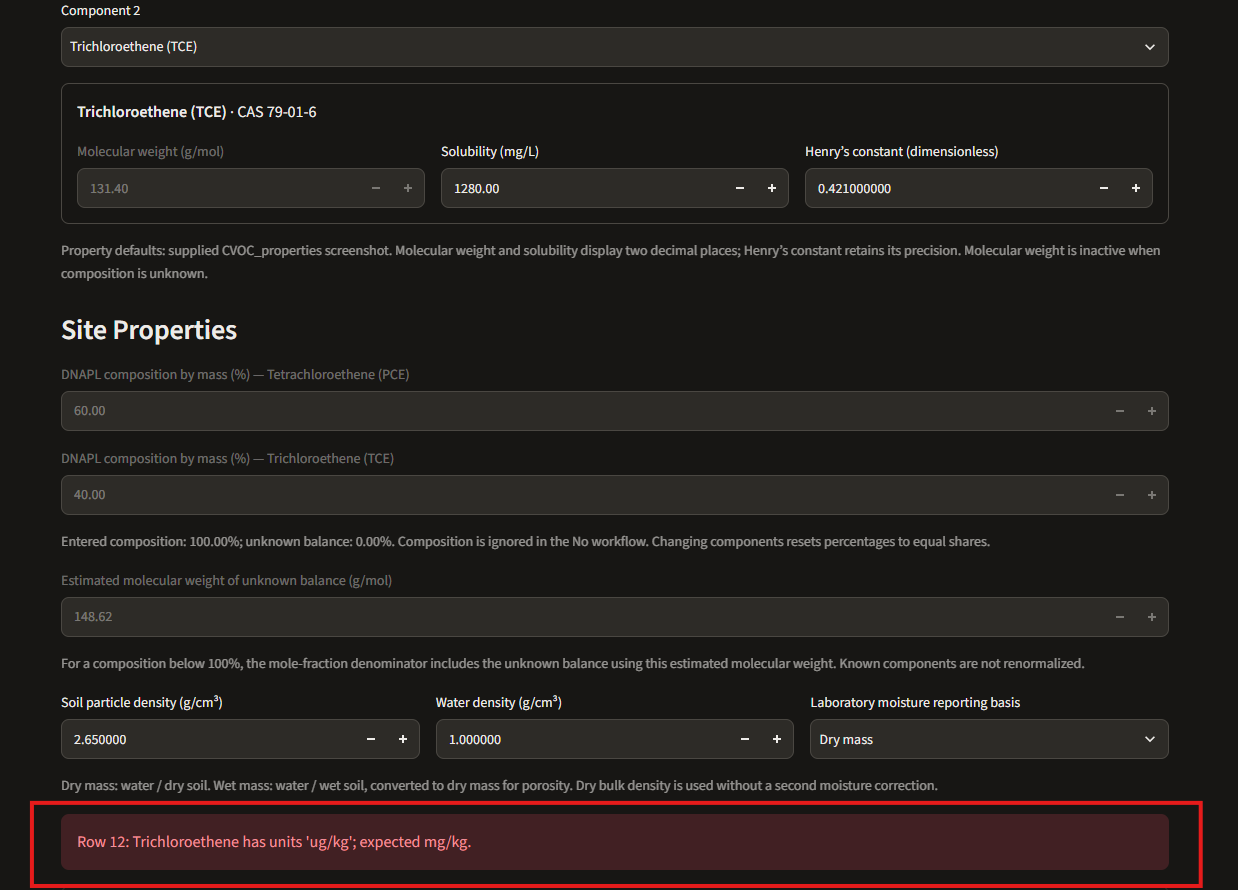 Component 2
Trichloroethene (TCE)
Trichloroethene (TCE) · CAS 79-01-6
Molecular weight (g/mol)
Solubility (mg/L)
Henry's constant (dimensionless)
131.40
1280.00
0.421000000
Property defaults: supplied CVOC_properties screenshot. Molecular weight and solubility display two decimal places; Henry's constant retains its precision. Molecular weight is inactive when
composition is unknown.
Site Properties
DNAPL composition by mass (%) — Tetrachloroethene (PCE)
60.00
DNAPL composition by mass (%) — Trichloroethene (TCE)
40.00
Entered composition: 100.00%; unknown balance: 0.00%. Composition is ignored in the No workflow. Changing components resets percentages to equal shares.
Estimated molecular weight of unknown balance (g/mol)
148.62
For a composition below 100%, the mole-fraction denominator includes the unknown balance using this estimated molecular weight. Known components are not renormalized.
Soil particle density (g/cm³)
Water density (g/cm³)
Laboratory moisture reporting basis
2.650000
1.000000
Dry mass
Dry mass: water / dry soil. Wet mass: water / wet soil, converted to dry mass for porosity. Dry bulk density is used without a second moisture correction.
Row 12: Trichloroethene has units 'ug/kg'; expected mg/kg.